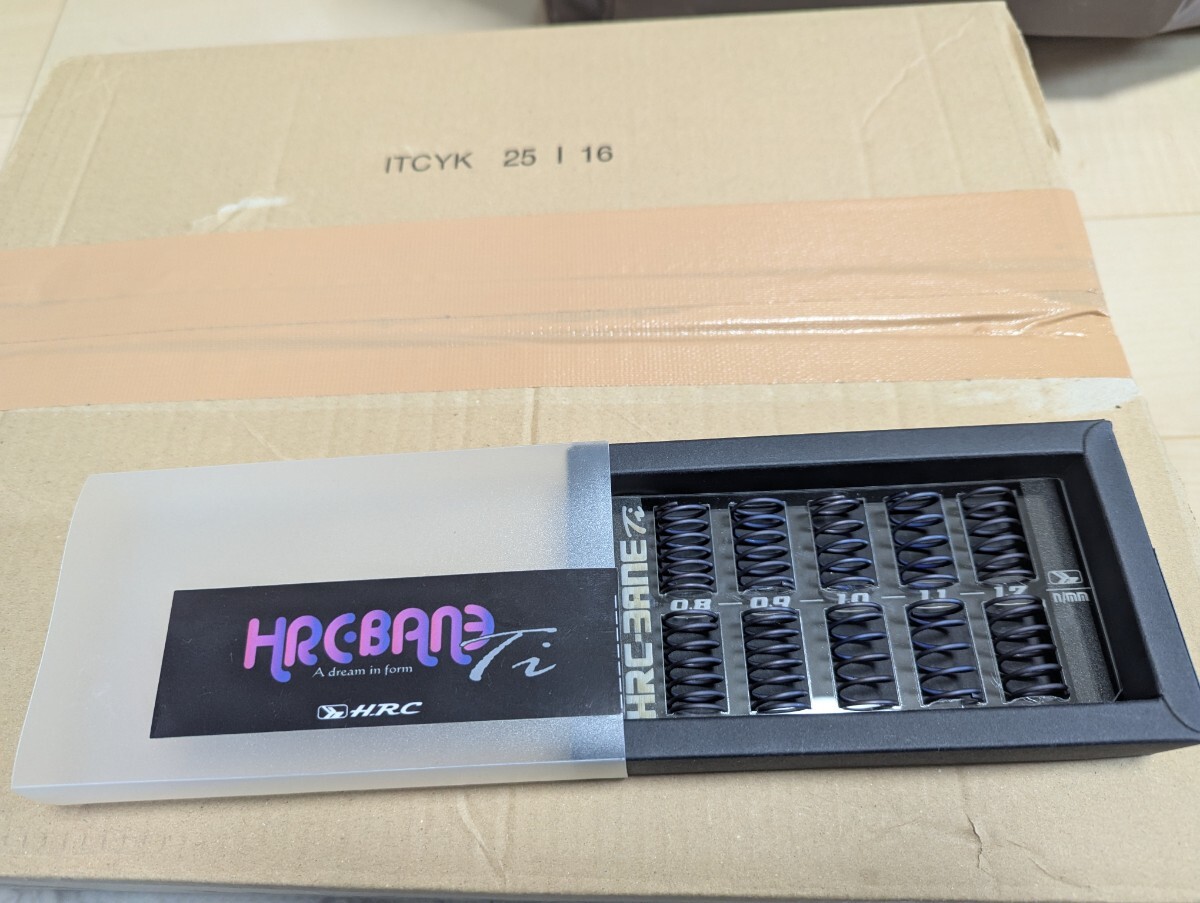 ITCYK 25 I 16
HRC-BANE Ti
A dream in form
H.R.C
HRC-BANE Ti
0.8 0.9 1.0 1.1 1.2 n/mm